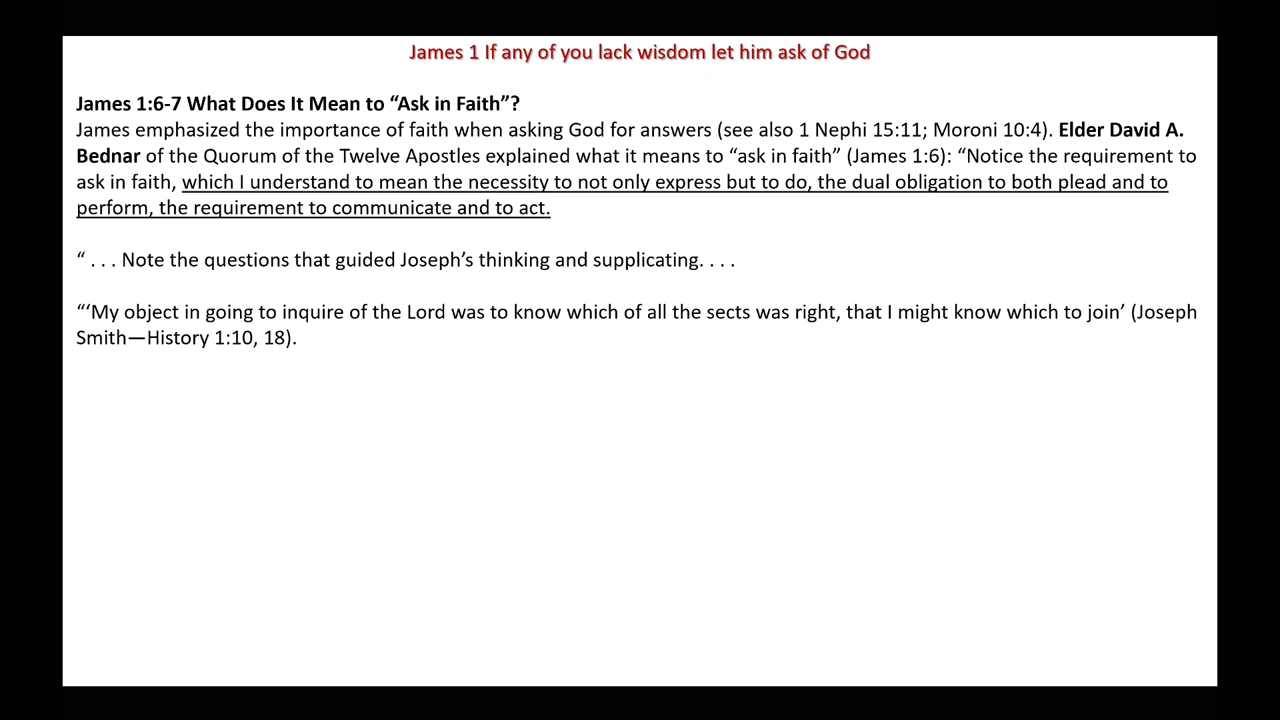 James 1 If any of you lack wisdom let him ask of God
James 1:6-7 What Does It Mean to “Ask in Faith”?
James emphasized the importance of faith when asking God for answers (see also 1 Nephi 15:11; Moroni 10:4). Elder David A.
Bednar of the Quorum of the Twelve Apostles explained what it means to “ask in faith” (James 1:6): “Notice the requirement to
ask in faith, which I understand to mean the necessity to not only express but to do, the dual obligation to both plead and to
perform, the requirement to communicate and to act.
“ . . . Note the questions that guided Joseph’s thinking and supplicating. . . .
“‘My object in going to inquire of the Lord was to know which of all the sects was right, that I might know which to join’ (Joseph
Smith—History 1:10, 18).